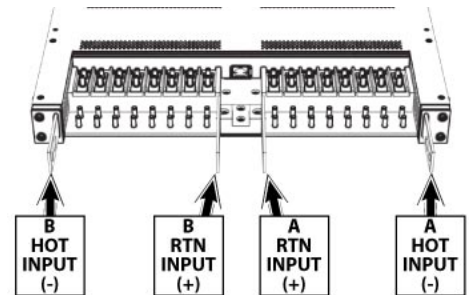 B
HOT
INPUT
(-)
B
RTN
INPUT
(+)
A
RTN
INPUT
(+)
A
HOT
INPUT
(-)